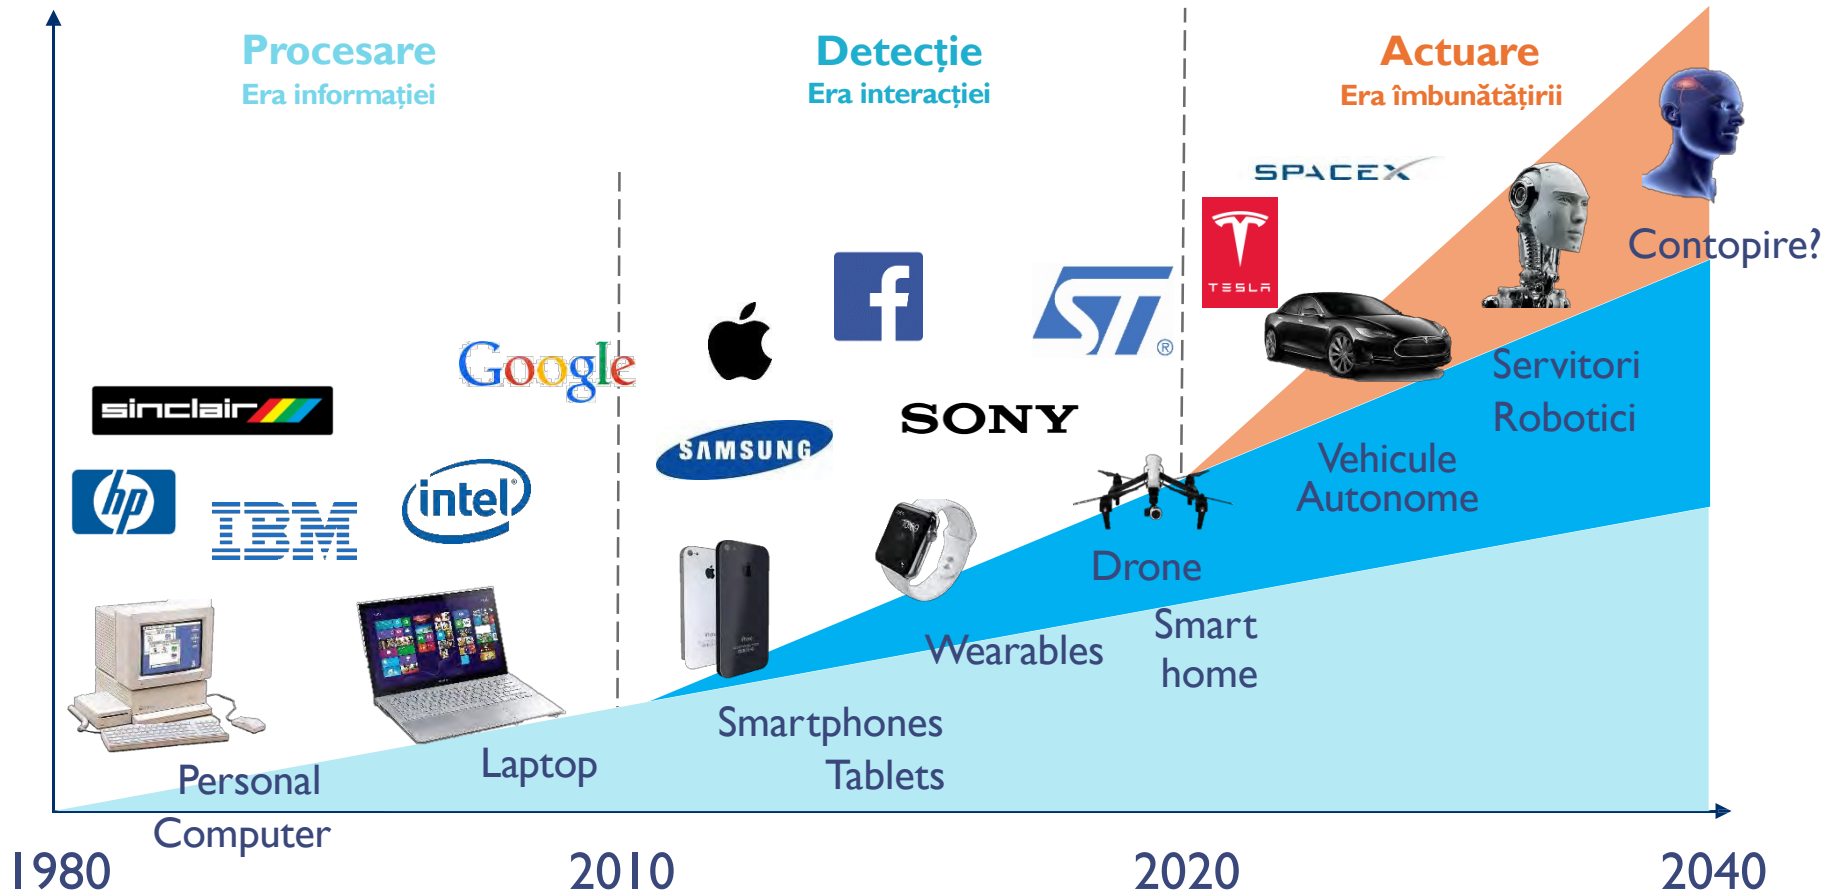 Procesare
Era informației
Detecție
Era interacției
Actuare
Era îmbunătățirii
SPACEX
TESLA
Contopire?
Google
sinclair
SAMSUNG
SONY
ST
®
hp
IBM
intel
Servitori
Robotici
Vehicule
Autonome
Drone
Smart
home
Wearables
Smartphones
Tablets
Laptop
Personal
Computer
1980
2010
2020
2040